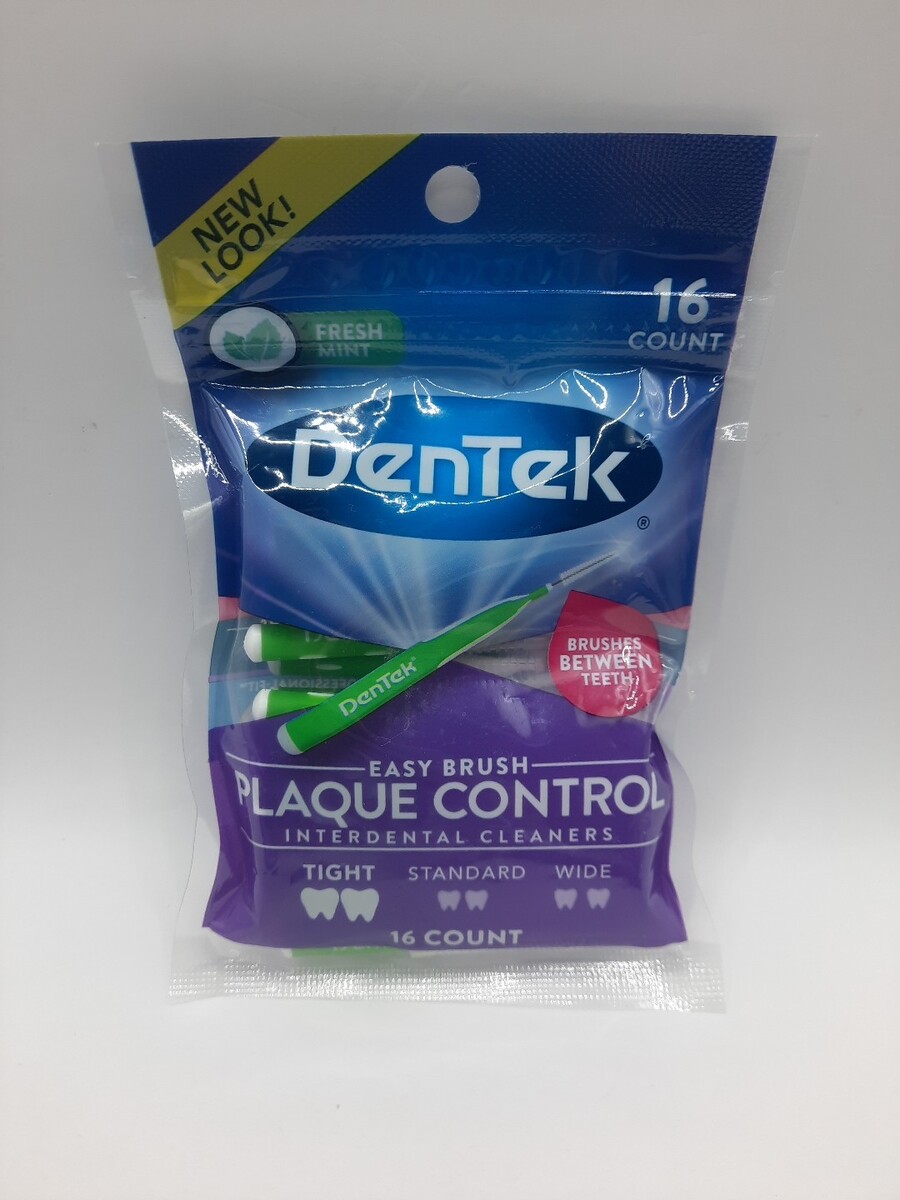 NEW
LOOK!
16
COUNT
FRESH
MINT
DenTek
®
BRUSHES
BETWEEN
TEETH
DenTek
EASY BRUSH
PLAQUE CONTROL
INTERDENTAL CLEANERS
TIGHT STANDARD WIDE
16 COUNT